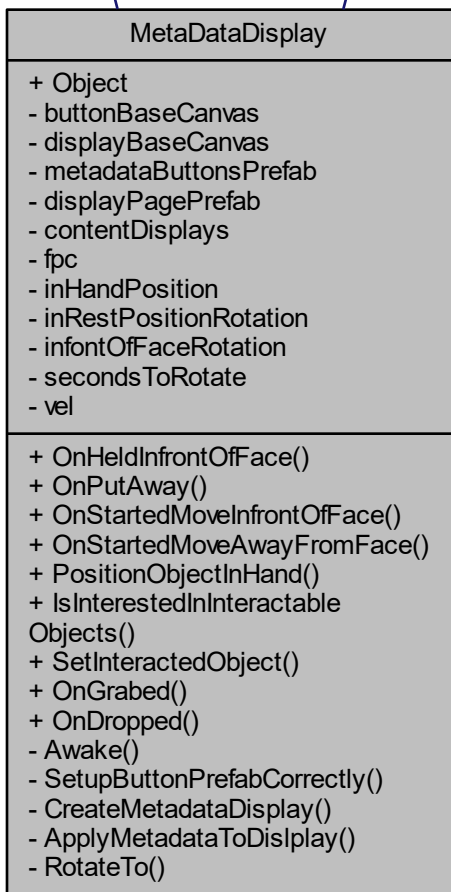 MetaDataDisplay
+ Object
- buttonBaseCanvas
- displayBaseCanvas
- metadataButtonsPrefab
- displayPagePrefab
- contentDisplays
- fpc
- inHandPosition
- inRestPositionRotation
- infontOfFaceRotation
- secondsToRotate
- vel
+ OnHeldInfrontOfFace()
+ OnPutAway()
+ OnStartedMoveInfrontOfFace()
+ OnStartedMoveAwayFromFace()
+ PositionObjectInHand()
+ IsInterestedInInteractable
Objects()
+ SetInteractedObject()
+ OnGrabed()
+ OnDropped()
- Awake()
- SetupButtonPrefabCorrectly()
- CreateMetadataDisplay()
- ApplyMetadataToDislplay()
- RotateTo()